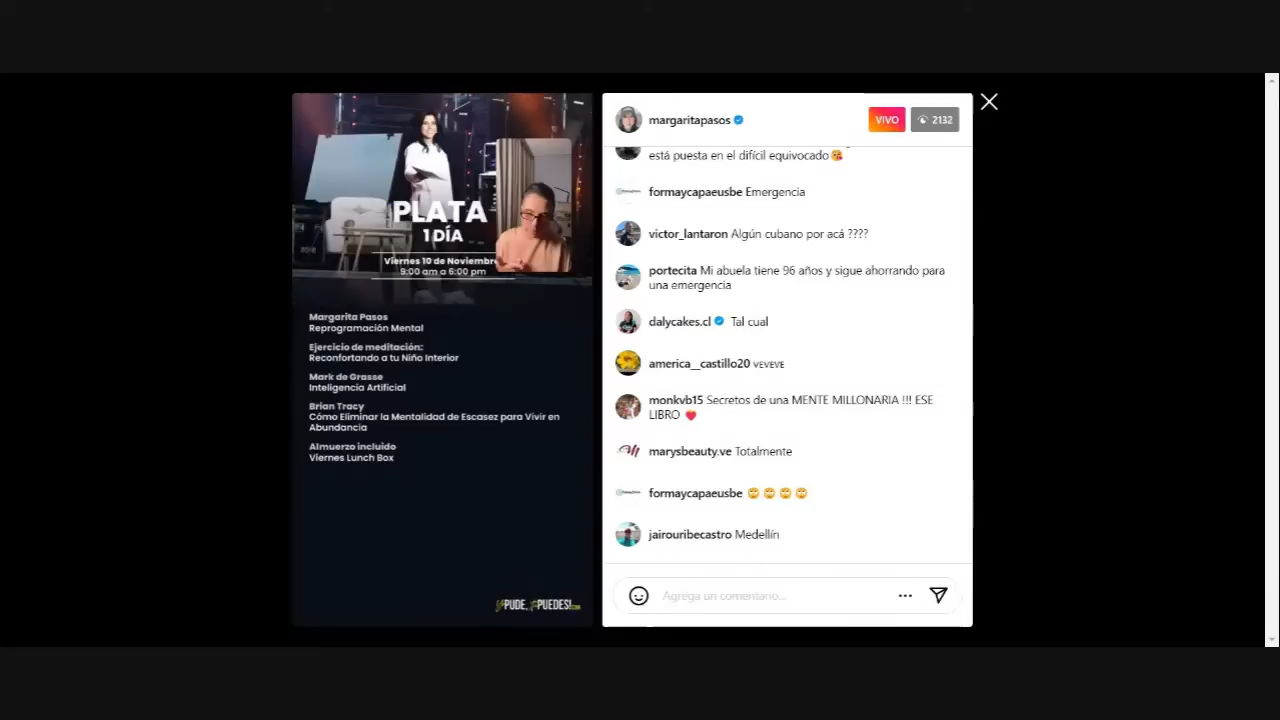 PLATA
1 DÍA
Viernes 10 de Noviembre
9:00 am a 6:00 pm
Margarita Pasos
Reprogramación Mental
Ejercicio de meditación:
Reconfortando a tu Niño Interior
Mark de Grasse
Inteligencia Artificial
Brian Tracy
Cómo Eliminar la Mentalidad de Escasez para Vivir en
Abundancia
Almuerzo incluido
Viernes Lunch Box
PUDE, PUEDES!.COM
margaritapasos
VIVO
2132
está puesta en el difícil equivocado😘
formaycapaeusbe Emergencia
victor_lantaron Algún cubano por acá ????
portecita Mi abuela tiene 96 años y sigue ahorrando para
una emergencia
dalycakes.cl Tal cual
america__castillo20 VEVEVE
monkvb15 Secretos de una MENTE MILLONARIA !!! ESE
LIBRO ❤️
marysbeauty.ve Totalmente
formaycapaeusbe 🙄🙄🙄🙄
jairouribecastro Medellín
Agrega un comentario...